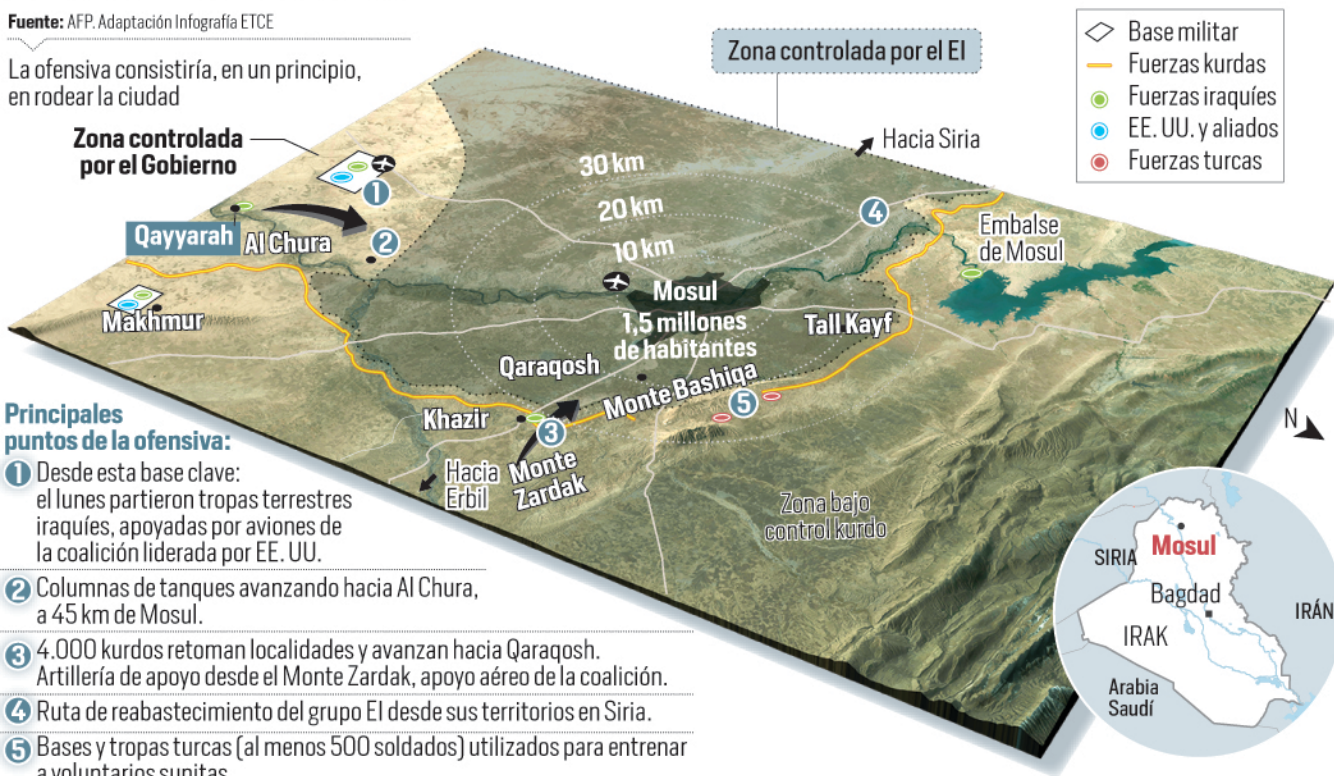 Fuente: AFP. Adaptación Infografía ETCE
La ofensiva consistiría, en un principio,
en rodear la ciudad
Zona controlada
por el Gobierno
Zona controlada por el EI
Base militar
Fuerzas kurdas
Fuerzas iraquíes
EE. UU. y aliados
Fuerzas turcas
Hacia Siria
30 km
20 km
10 km
1
2
4
Qayyarah
Al Chura
Embalse
de Mosul
Makhmur
Mosul
1,5 millones
de habitantes
Tall Kayf
Qaraqosh
Monte Bashiqa
5
Khazir
3
Hacia
Erbil
Monte
Zardak
Zona bajo
control kurdo
N
Principales
puntos de la ofensiva:
1 Desde esta base clave:
el lunes partieron tropas terrestres
iraquíes, apoyadas por aviones de
la coalición liderada por EE. UU.
2 Columnas de tanques avanzando hacia Al Chura,
a 45 km de Mosul.
3 4.000 kurdos retoman localidades y avanzan hacia Qaraqosh.
Artillería de apoyo desde el Monte Zardak, apoyo aéreo de la coalición.
4 Ruta de reabastecimiento del grupo EI desde sus territorios en Siria.
5 Bases y tropas turcas (al menos 500 soldados) utilizados para entrenar
a voluntarios sunitas
SIRIA
Mosul
Bagdad
IRÁN
IRAK
Arabia
Saudí